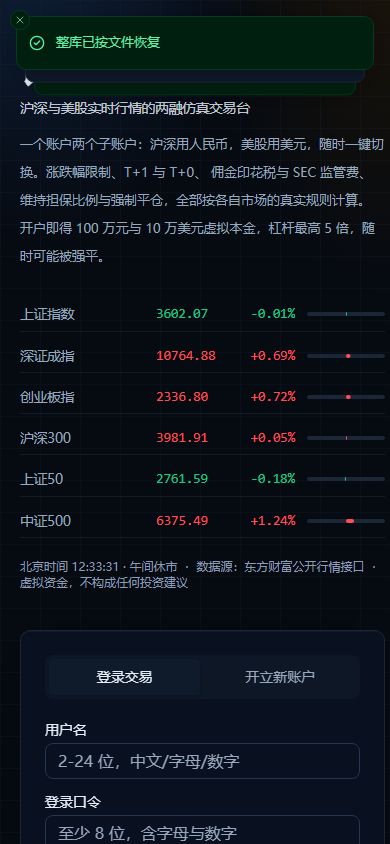 整库已按文件恢复
沪深与美股实时行情的两融仿真交易台
一个账户两个子账户：沪深用人民币，美股用美元，随时一键切
换。涨跌幅限制、T+1 与 T+0、 佣金印花税与 SEC 监管费、
维持担保比例与强制平仓，全部按各自市场的真实规则计算。
开户即得 100 万元与 10 万美元虚拟本金，杠杆最高 5 倍，随
时可能被强平。
上证指数 3602.07 -0.01%
深证成指 10764.88 +0.69%
创业板指 2336.80 +0.72%
沪深300 3981.91 +0.05%
上证50 2761.59 -0.18%
中证500 6375.49 +1.24%
北京时间 12:33:31 · 午间休市 · 数据源：东方财富公开行情接口 ·
虚拟资金，不构成任何投资建议
登录交易 开立新账户
用户名
2-24 位，中文/字母/数字
登录口令
至少 8 位，含字母与数字